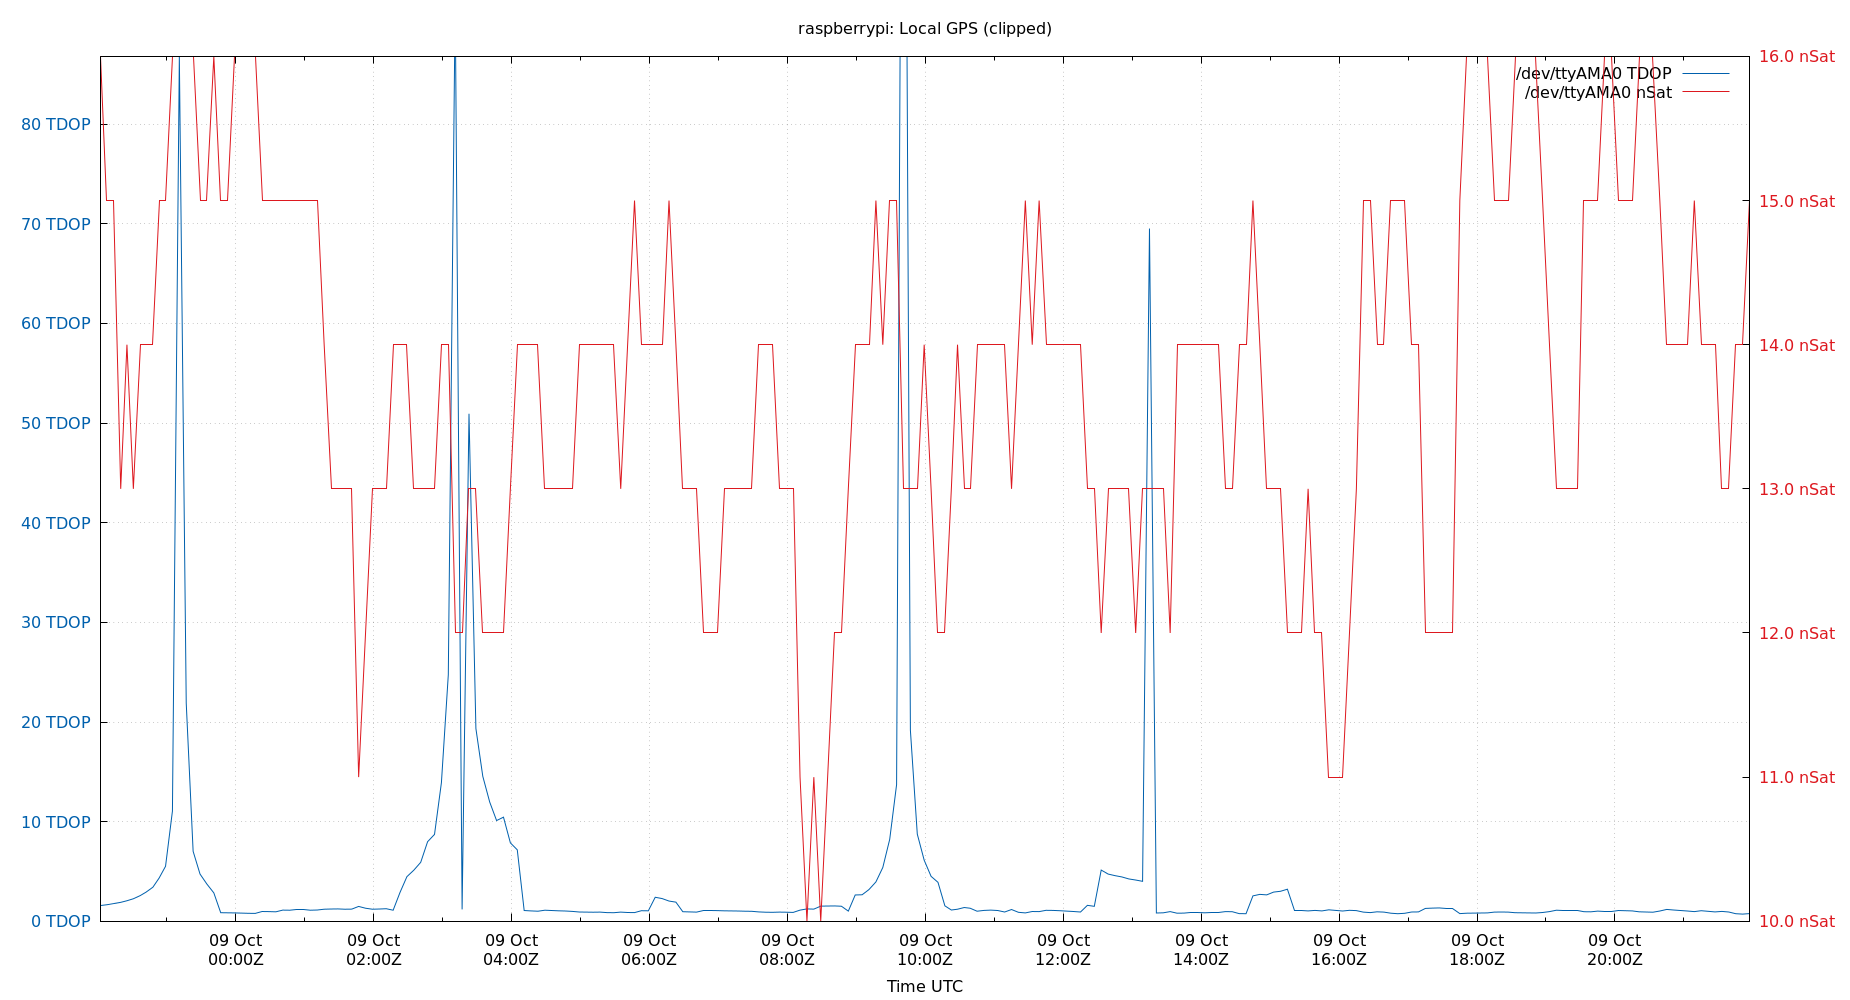 raspberrypi: Local GPS (clipped)
/dev/ttyAMA0 TDOP
/dev/ttyAMA0 nSat
80 TDOP
70 TDOP
60 TDOP
50 TDOP
40 TDOP
30 TDOP
20 TDOP
10 TDOP
0 TDOP
16.0 nSat
15.0 nSat
14.0 nSat
13.0 nSat
12.0 nSat
11.0 nSat
10.0 nSat
09 Oct 09 Oct 09 Oct 09 Oct 09 Oct 09 Oct 09 Oct 09 Oct 09 Oct 09 Oct 09 Oct
00:00Z 02:00Z 04:00Z 06:00Z 08:00Z 10:00Z 12:00Z 14:00Z 16:00Z 18:00Z 20:00Z
Time UTC